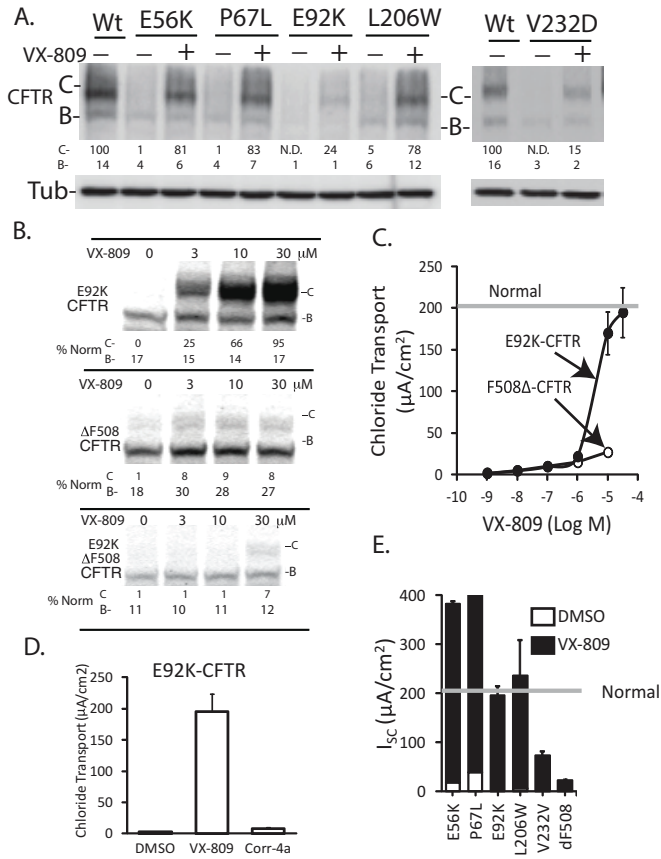 A.
Wt E56K P67L E92K L206W
VX-809 – – + – + – + – +
C-
CFTR
B-
C- 100 1 81 1 83 N.D. 24 5 78
B- 14 4 6 4 7 1 1 6 12
Tub-
Wt V232D
– – +
-C-
-B-
100 N.D. 15
16 3 2
B.
VX-809 0 3 10 30 µM
E92K
CFTR
–C
-B
% Norm
C- 0 25 66 95
B- 17 15 14 17
VX-809 0 3 10 30 µM
ΔF508
CFTR
–C
-B
% Norm
C 1 8 9 8
B- 18 30 28 27
VX-809 0 3 10 30 µM
E92K
ΔF508
CFTR
–C
-B
% Norm
C 1 1 1 7
B- 11 10 11 12
C.
Chloride Transport
(µA/cm²)
250
200
150
100
50
0
Normal
E92K-CFTR
F508Δ-CFTR
-10 -9 -8 -7 -6 -5 -4
VX-809 (Log M)
D.
E92K-CFTR
Chloride Transport (µA/cm2)
250
200
150
100
50
0
DMSO VX-809 Corr-4a
E.
I_SC (µA/cm²)
400
300
200
100
0
DMSO
VX-809
Normal
E56K
P67L
E92K
L206W
V232V
dF508